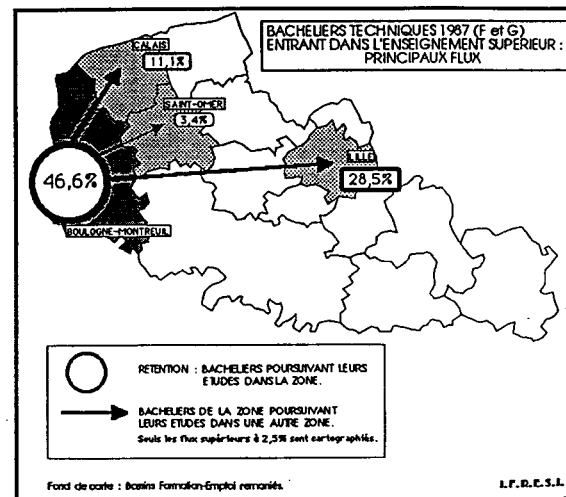 BACHELIERS TECHNIQUES 1987 (F et G)
ENTRANT DANS L'ENSEIGNEMENT SUPERIEUR :
PRINCIPAUX FLUX
CALAIS
11,1%
SAINT-OMER
3,4%
LILLE
28,5%
46,6%
BOULOGNE-MONTREUIL
RETENTION : BACHELIERS POURSUIVANT LEURS
ETUDES DANS LA ZONE.
BACHELIERS DE LA ZONE POURSUIVANT
LEURS ETUDES DANS UNE AUTRE ZONE.
Seuls les flux supérieurs à 2,5% sont cartographiés.
Fond de carte : Bassins Formation-Emploi remaniés.
I.F.R.E.S.I.